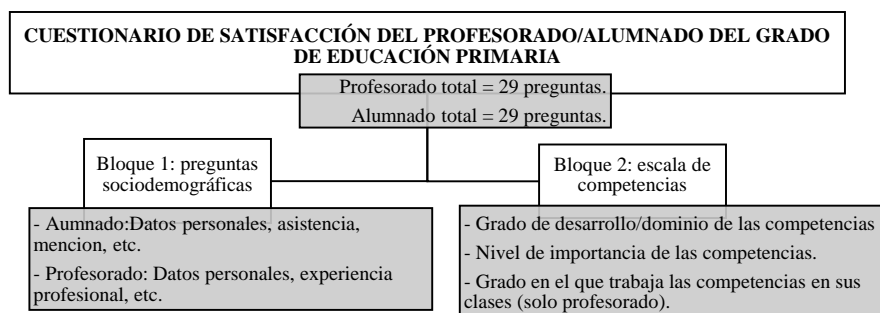 CUESTIONARIO DE SATISFACCIÓN DEL PROFESORADO/ALUMNADO DEL GRADO
DE EDUCACIÓN PRIMARIA
Profesorado total = 29 preguntas.
Alumnado total = 29 preguntas.
Bloque 1: preguntas
sociodemográficas
- Aumnado:Datos personales, asistencia,
mencion, etc.
- Profesorado: Datos personales, experiencia
profesional, etc.
Bloque 2: escala de
competencias
- Grado de desarrollo/dominio de las competencias
- Nivel de importancia de las competencias.
- Grado en el que trabaja las competencias en sus
clases (solo profesorado).